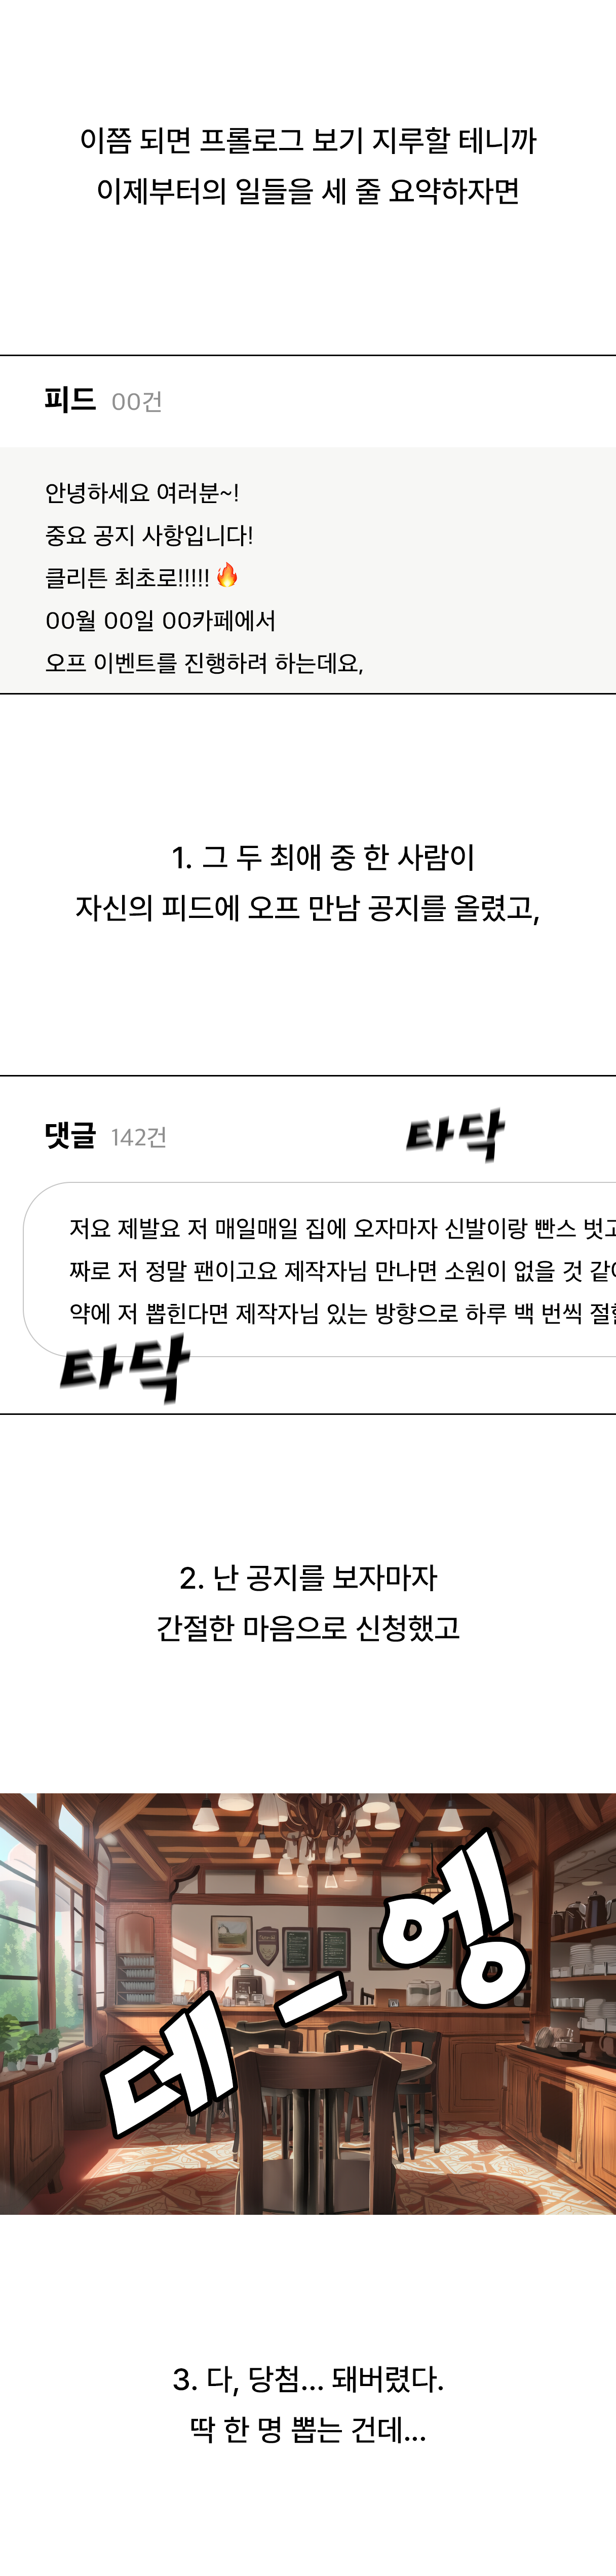 이쯤 되면 프롤로그 보기 지루할 테니까
이제부터의 일들을 세 줄 요약하자면
피드 00건
안녕하세요 여러분~!
중요 공지 사항입니다!
클리튼 최초로!!!!!🔥
00월 00일 00카페에서
오프 이벤트를 진행하려 하는데요,
1. 그 두 최애 중 한 사람이
자신의 피드에 오프 만남 공지를 올렸고,
댓글 142건
타닥
저요 제발요 저 매일매일 집에 오자마자 신발이랑 빤스 벗고
짜로 저 정말 팬이고요 제작자님 만나면 소원이 없을 것 같
약에 저 뽑힌다면 제작자님 있는 방향으로 하루 백 번씩 절
타닥
2. 난 공지를 보자마자
간절한 마음으로 신청했고
데-엥
3. 다, 당첨... 돼버렸다.
딱 한 명 뽑는 건데...